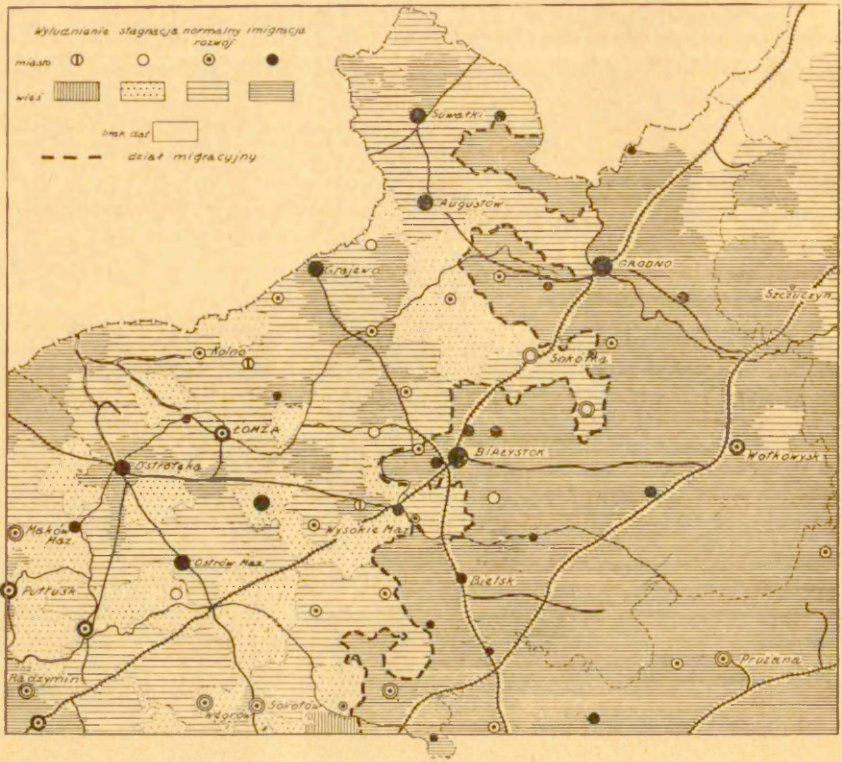 Wyludnianie stagnacja normalny imigracja
rozwój
miasto
wieś
brak dat
dział migracyjny
Suwałki
Augustów
Grajewo
GRODNO
Szczuczyn
Kolno
Sokółka
ŁOMŻA
Ostrołęka
BIAŁYSTOK
Wołkowysk
Maków
Maz.
Wysokie Maz.
Ostrów Maz.
Bielsk
Pułtusk
Radzymin
Węgrów
Sokołów
Prużana